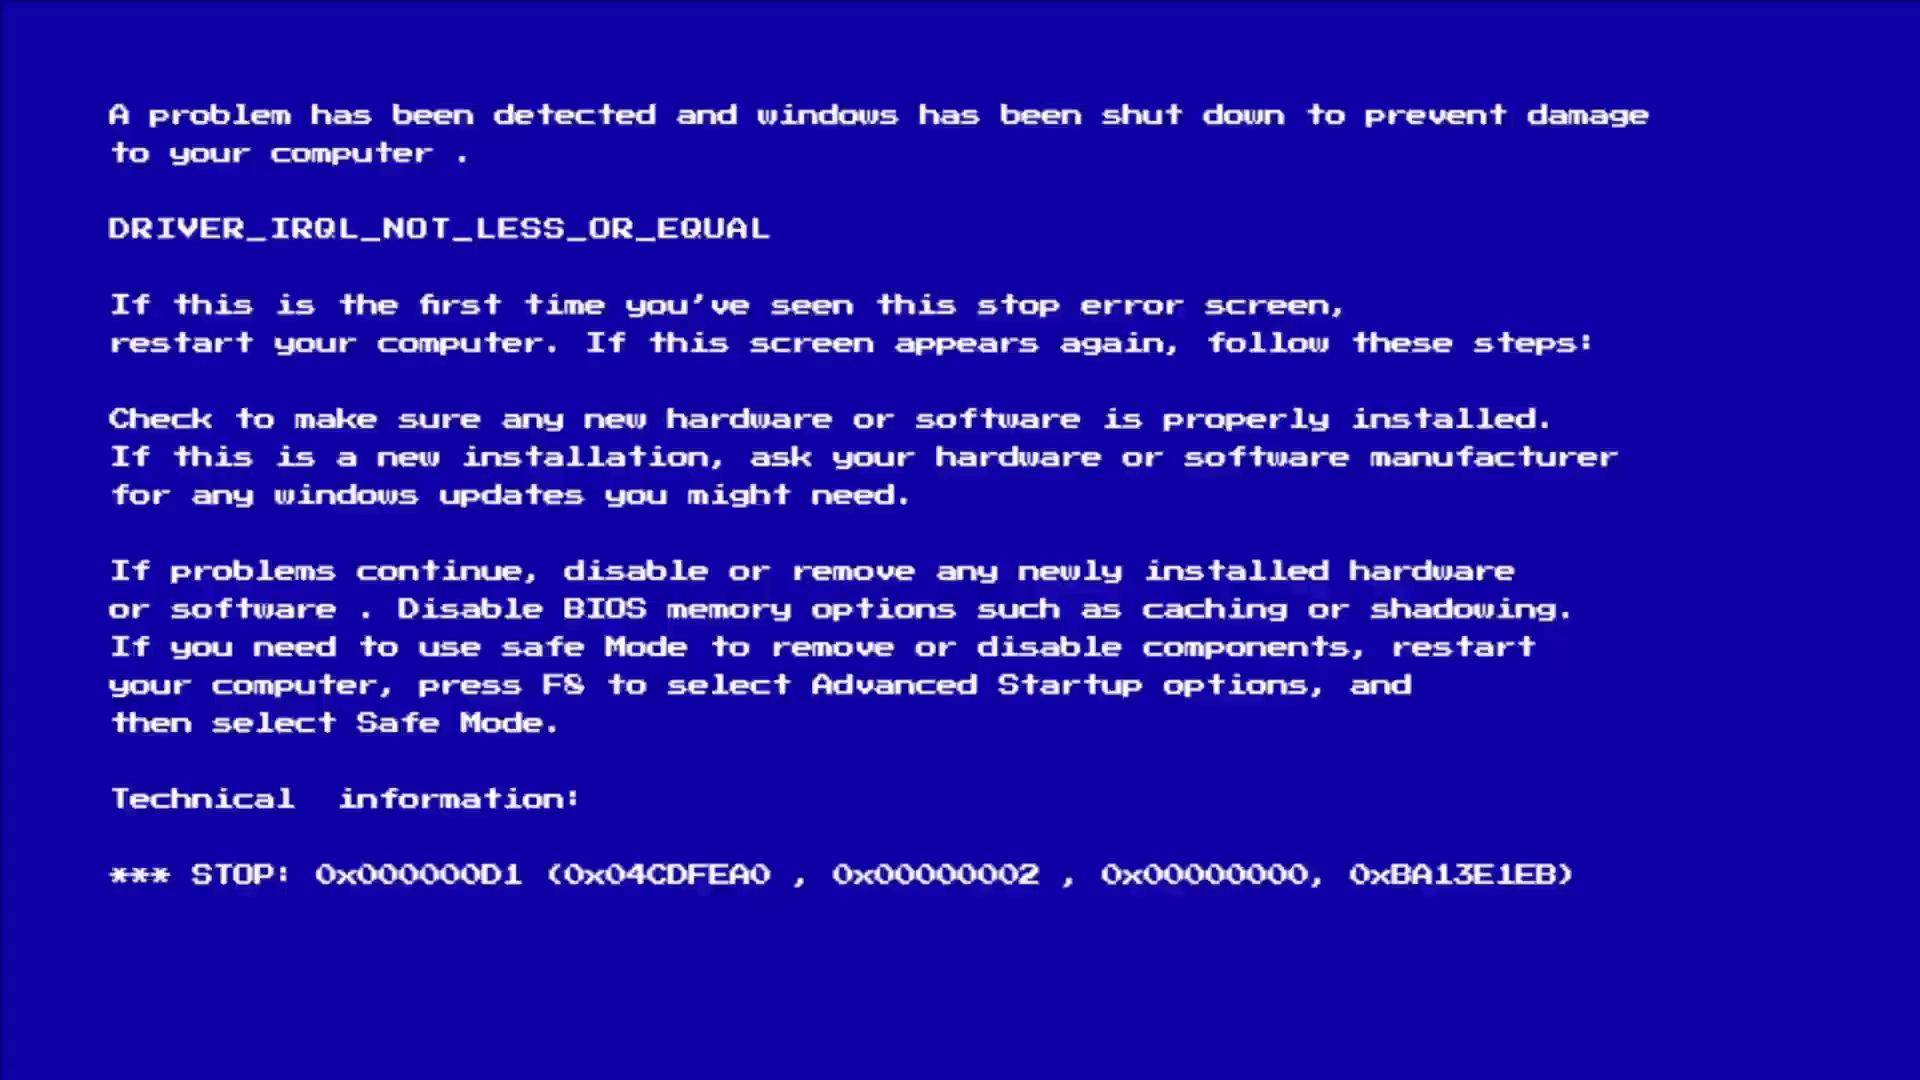 A problem has been detected and windows has been shut down to prevent damage
to your computer .
DRIVER_IRQL_NOT_LESS_OR_EQUAL
If this is the first time you've seen this stop error screen,
restart your computer. If this screen appears again, follow these steps:
Check to make sure any new hardware or software is properly installed.
If this is a new installation, ask your hardware or software manufacturer
for any windows updates you might need.
If problems continue, disable or remove any newly installed hardware
or software . Disable BIOS memory options such as caching or shadowing.
If you need to use safe Mode to remove or disable components, restart
your computer, press F& to select Advanced Startup options, and
then select Safe Mode.
Technical  information:
*** STOP: 0x000000D1 (0x04CDFEA0 , 0x00000002 , 0x00000000, 0xBA13E1EB)